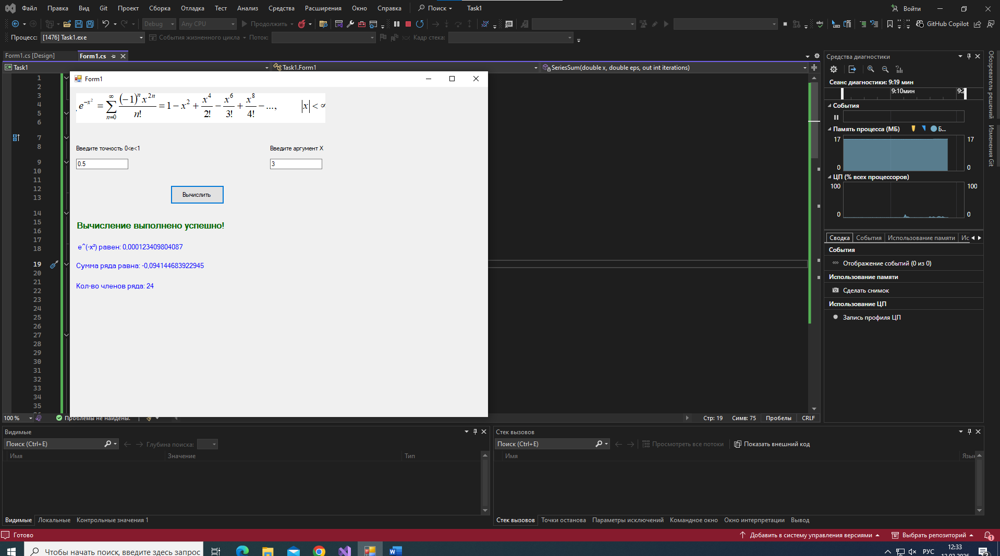 Файл Правка Вид Git Проект Сборка Отладка Тест Анализ Средства Расширения Окно Справка Поиск Task1 Войти
Debug Any CPU Продолжить GitHub Copilot
Процесс: [1476] Task1.exe События жизненного цикла Поток: Кадр стека:
Form1.cs [Design] Form1.cs
Task1 Task1.Form1 SeriesSum(double x, double eps, out int iterations)
1
2
3
4
5
6
7
8
9
10
11
12
13
14
15
16
17
18
19
20
21
22
23
24
25
26
27
28
29
30
31
32
33
34
35
Form1
e^{-x^2} = \sum_{n=0}^{\infty} \frac{(-1)^n x^{2n}}{n!} = 1 - x^2 + \frac{x^4}{2!} - \frac{x^6}{3!} + \frac{x^8}{4!} - ..., |x| < ∞
Введите точность 0<e<1 Введите аргумент X
0.5 3
Вычислить
Вычисление выполнено успешно!
e^(-x²) равен: 0,000123409804087
Сумма ряда равна: -0,094144683922945
Кол-во членов ряда: 24
100 % Проблемы не найдены. Стр: 19 Симв: 75 Пробелы CRLF
Средства диагностики
Сеанс диагностики: 9:19 мин
9:10мин 9:2
События
Память процесса (МБ) Б...
17 17
0 0
ЦП (% всех процессоров)
100 100
0 0
Сводка События Использование памяти Ис
События
Отображение событий (0 из 0)
Использование памяти
Сделать снимок
Использование ЦП
Запись профиля ЦП
Обозреватель решений
Изменения Git
Видимые
Поиск (Ctrl+E) Глубина поиска:
Имя Значение Тип
Видимые Локальные Контрольные значения 1
Стек вызовов
Поиск (Ctrl+E) Просмотреть все потоки Показать внешний код
Имя Язык
Стек вызовов Точки останова Параметры исключений Командное окно Окно интерпретации Вывод
Готово Добавить в систему управления версиями Выбрать репозиторий 1
Чтобы начать поиск, введите здесь запрос РУС 12:33